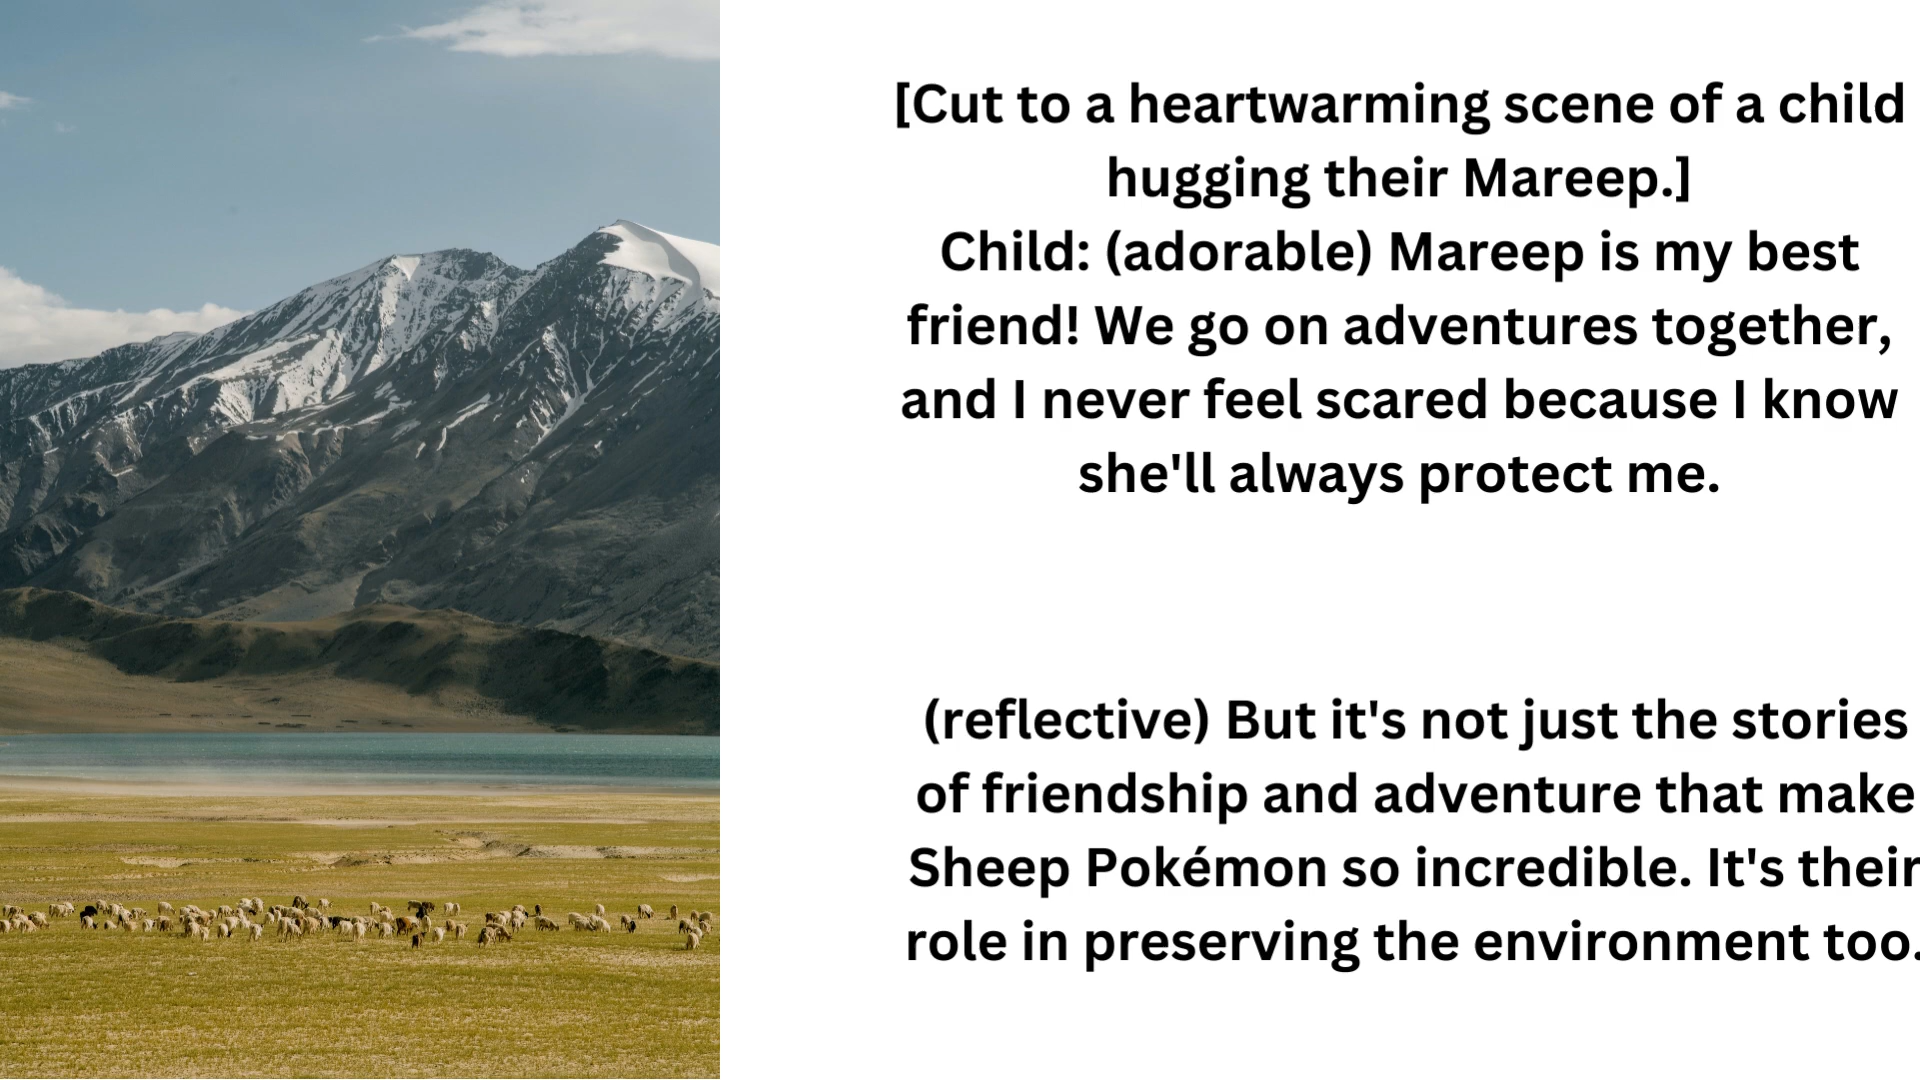 [Cut to a heartwarming scene of a child
hugging their Mareep.]
Child: (adorable) Mareep is my best
friend! We go on adventures together,
and I never feel scared because I know
she'll always protect me.
(reflective) But it's not just the stories
of friendship and adventure that make
Sheep Pokémon so incredible. It's their
role in preserving the environment too.